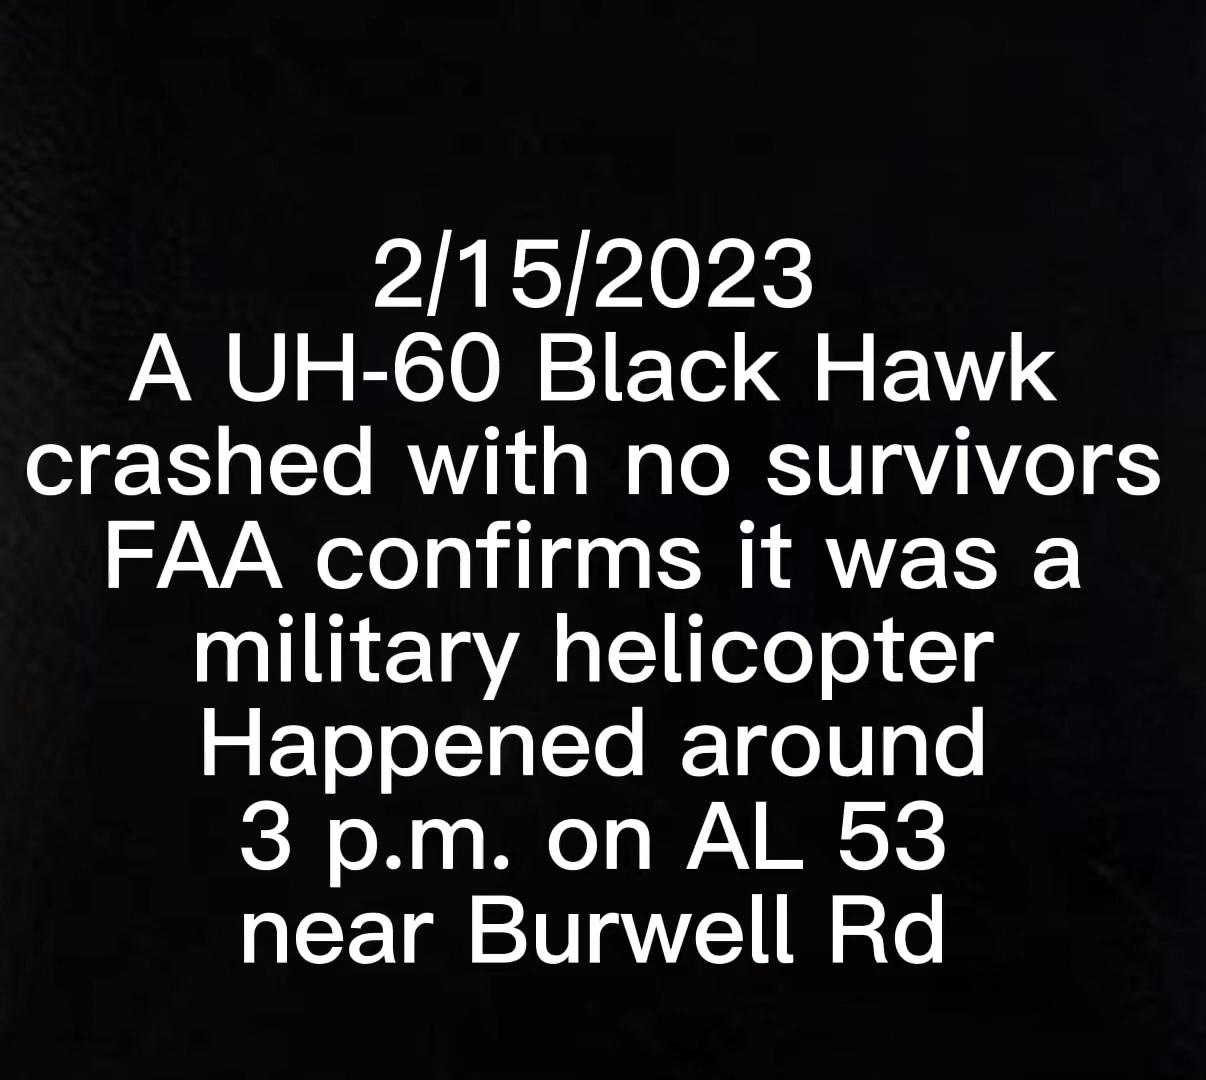 2/15/2023
A UH-60 Black Hawk
crashed with no survivors
FAA confirms it was a
military helicopter
Happened around
3 p.m. on AL 53
near Burwell Rd